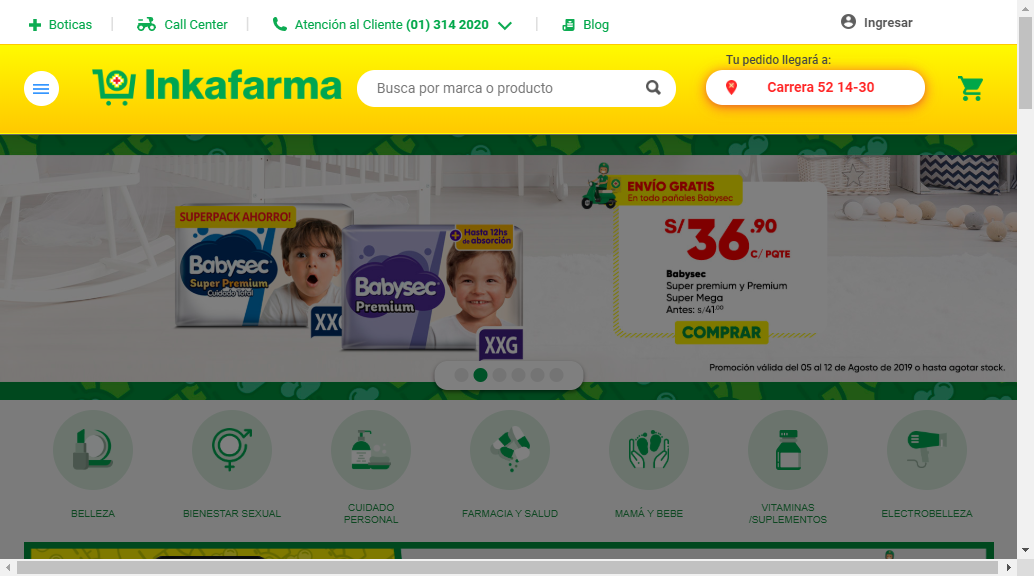 Boticas
Call Center
Atención al Cliente (01) 314 2020
Blog
Ingresar
Inkafarma
Busca por marca o producto
Tu pedido llegará a:
Carrera 52 14-30
SUPERPACK AHORRO!
Babysec
Super Premium
Cuidado Total
XXG
Hasta 12hs
de absorción
Babysec
Premium
XXG
ENVÍO GRATIS
En todo pañales Babysec
S/36.90
C/PQTE
Babysec
Super premium y Premium
Super Mega
Antes: s/41.00
COMPRAR
Promoción válida del 05 al 12 de Agosto de 2019 o hasta agotar stock.
BELLEZA
BIENESTAR SEXUAL
CUIDADO
PERSONAL
FARMACIA Y SALUD
MAMÁ Y BEBE
VITAMINAS
/SUPLEMENTOS
ELECTROBELLEZA